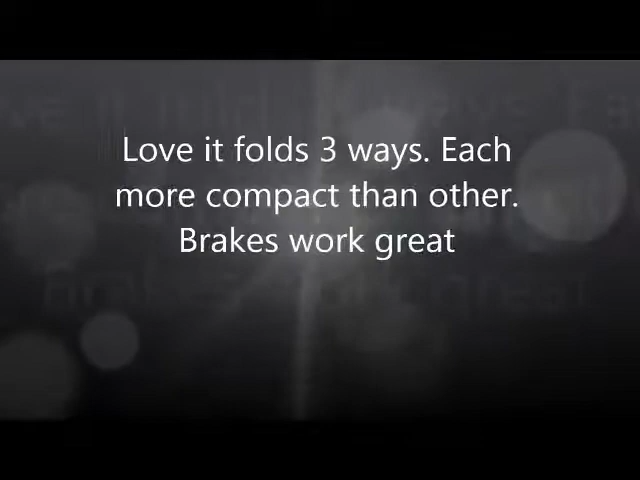 Love it folds 3 ways. Each
more compact than other.
Brakes work great